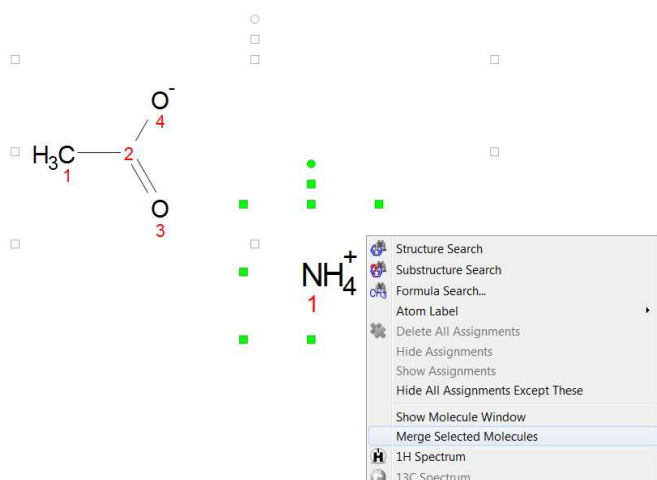 O-
4
H3C
1
2
O
3
NH4+
1
Structure Search
Substructure Search
CH3 Formula Search...
Atom Label
Delete All Assignments
Hide Assignments
Show Assignments
Hide All Assignments Except These
Show Molecule Window
Merge Selected Molecules
H 1H Spectrum
C 13C Spectrum